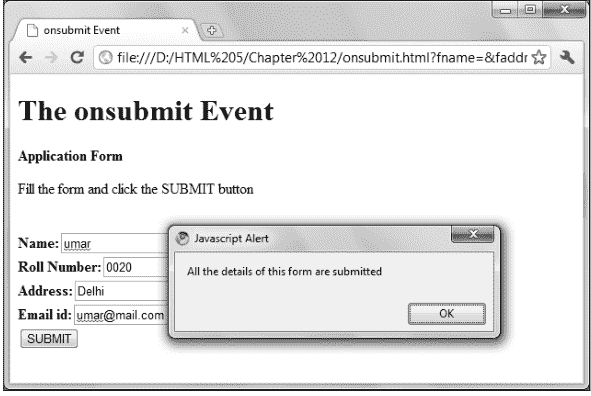 onsubmit Event
file:///D:/HTML%205/Chapter%2012/onsubmit.html?fname=&faddr
The onsubmit Event
Application Form
Fill the form and click the SUBMIT button
Javascript Alert
All the details of this form are submitted
OK
Name: umar
Roll Number: 0020
Address: Delhi
Email id: umar@mail.com
SUBMIT